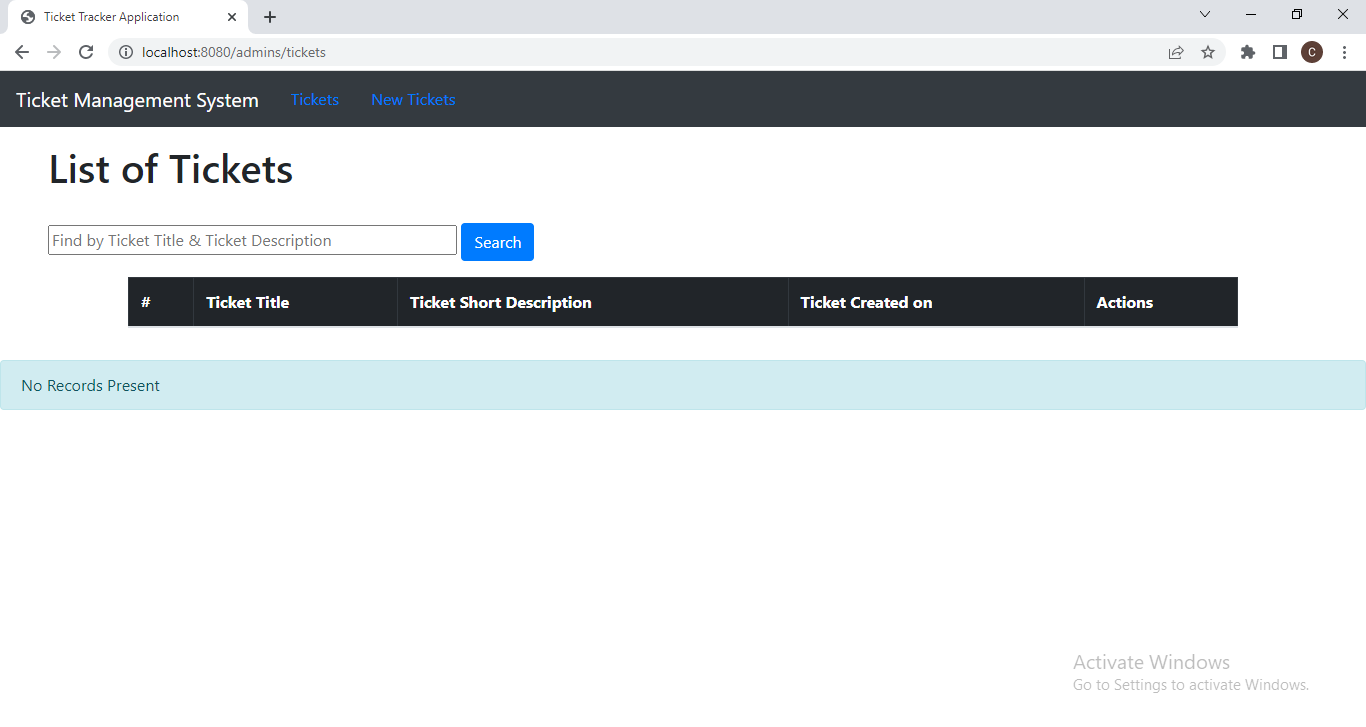 Ticket Tracker Application
localhost:8080/admins/tickets
C
Ticket Management System Tickets New Tickets
List of Tickets
Find by Ticket Title & Ticket Description Search
# Ticket Title Ticket Short Description Ticket Created on Actions
No Records Present
Activate Windows
Go to Settings to activate Windows.